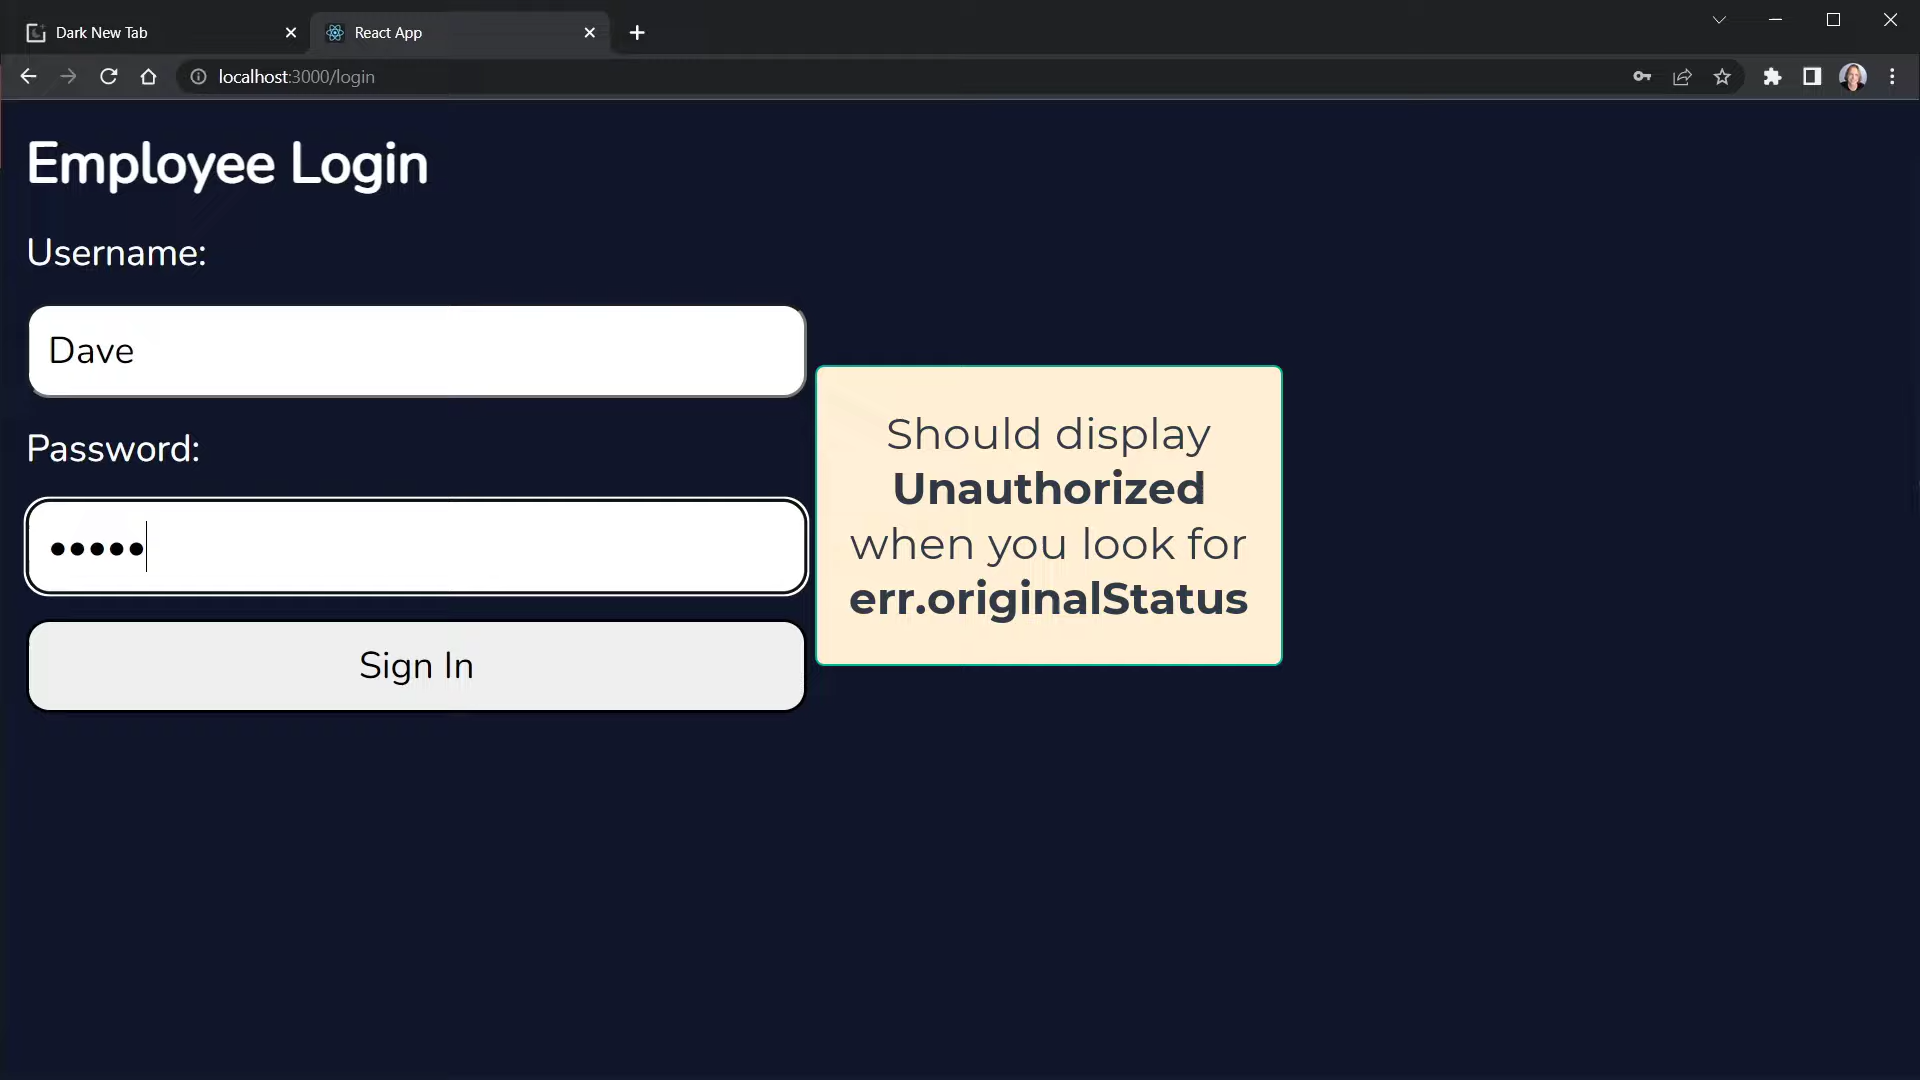 Dark New Tab
React App
localhost:3000/login
Employee Login
Username:
Dave
Password:
•••••
Sign In
Should display
Unauthorized
when you look for
err.originalStatus